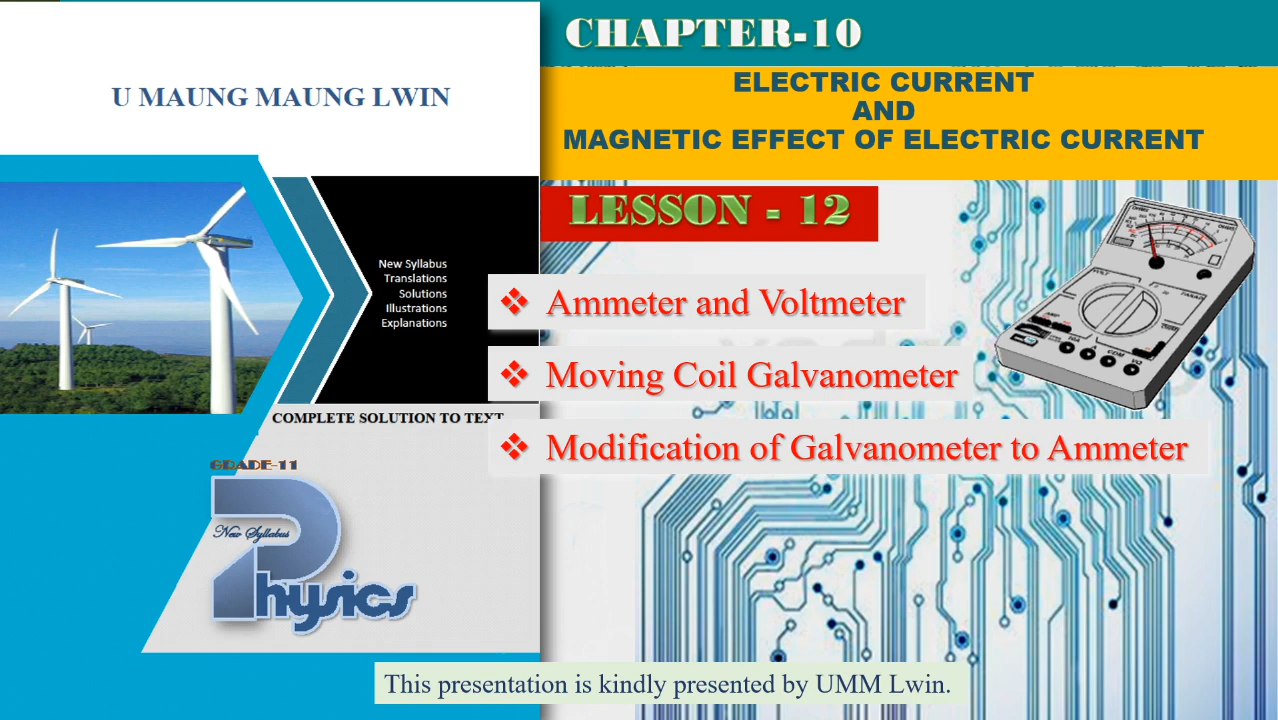 U MAUNG MAUNG LWIN
New Syllabus
Translations
Solutions
Illustrations
Explanations
COMPLETE SOLUTION TO TEXT
GRADE-11
New Syllabus
Physics
CHAPTER-10
ELECTRIC CURRENT
AND
MAGNETIC EFFECT OF ELECTRIC CURRENT
LESSON - 12
❖ Ammeter and Voltmeter
❖ Moving Coil Galvanometer
❖ Modification of Galvanometer to Ammeter
This presentation is kindly presented by UMM Lwin.